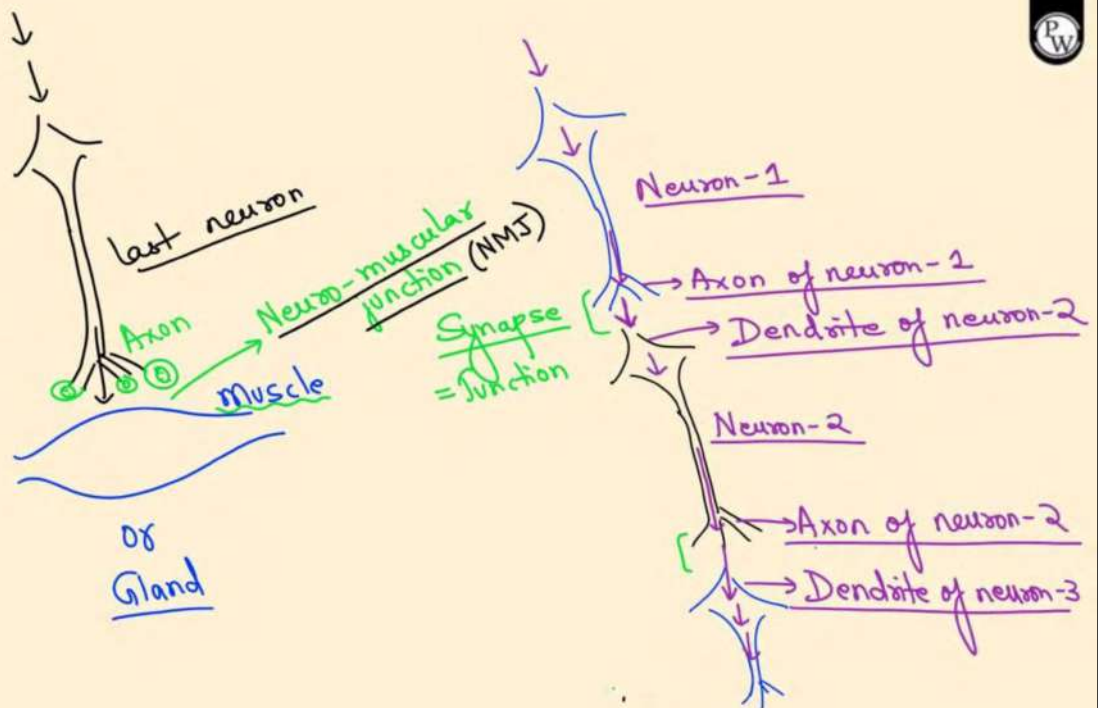 PW
last neuron
Axon
muscle
or
Gland
Neuro-muscular
junction (NMJ)
Synapse
= Junction
Neuron-1
Axon of neuron-1
Dendrite of neuron-2
Neuron-2
Axon of neuron-2
Dendrite of neuron-3